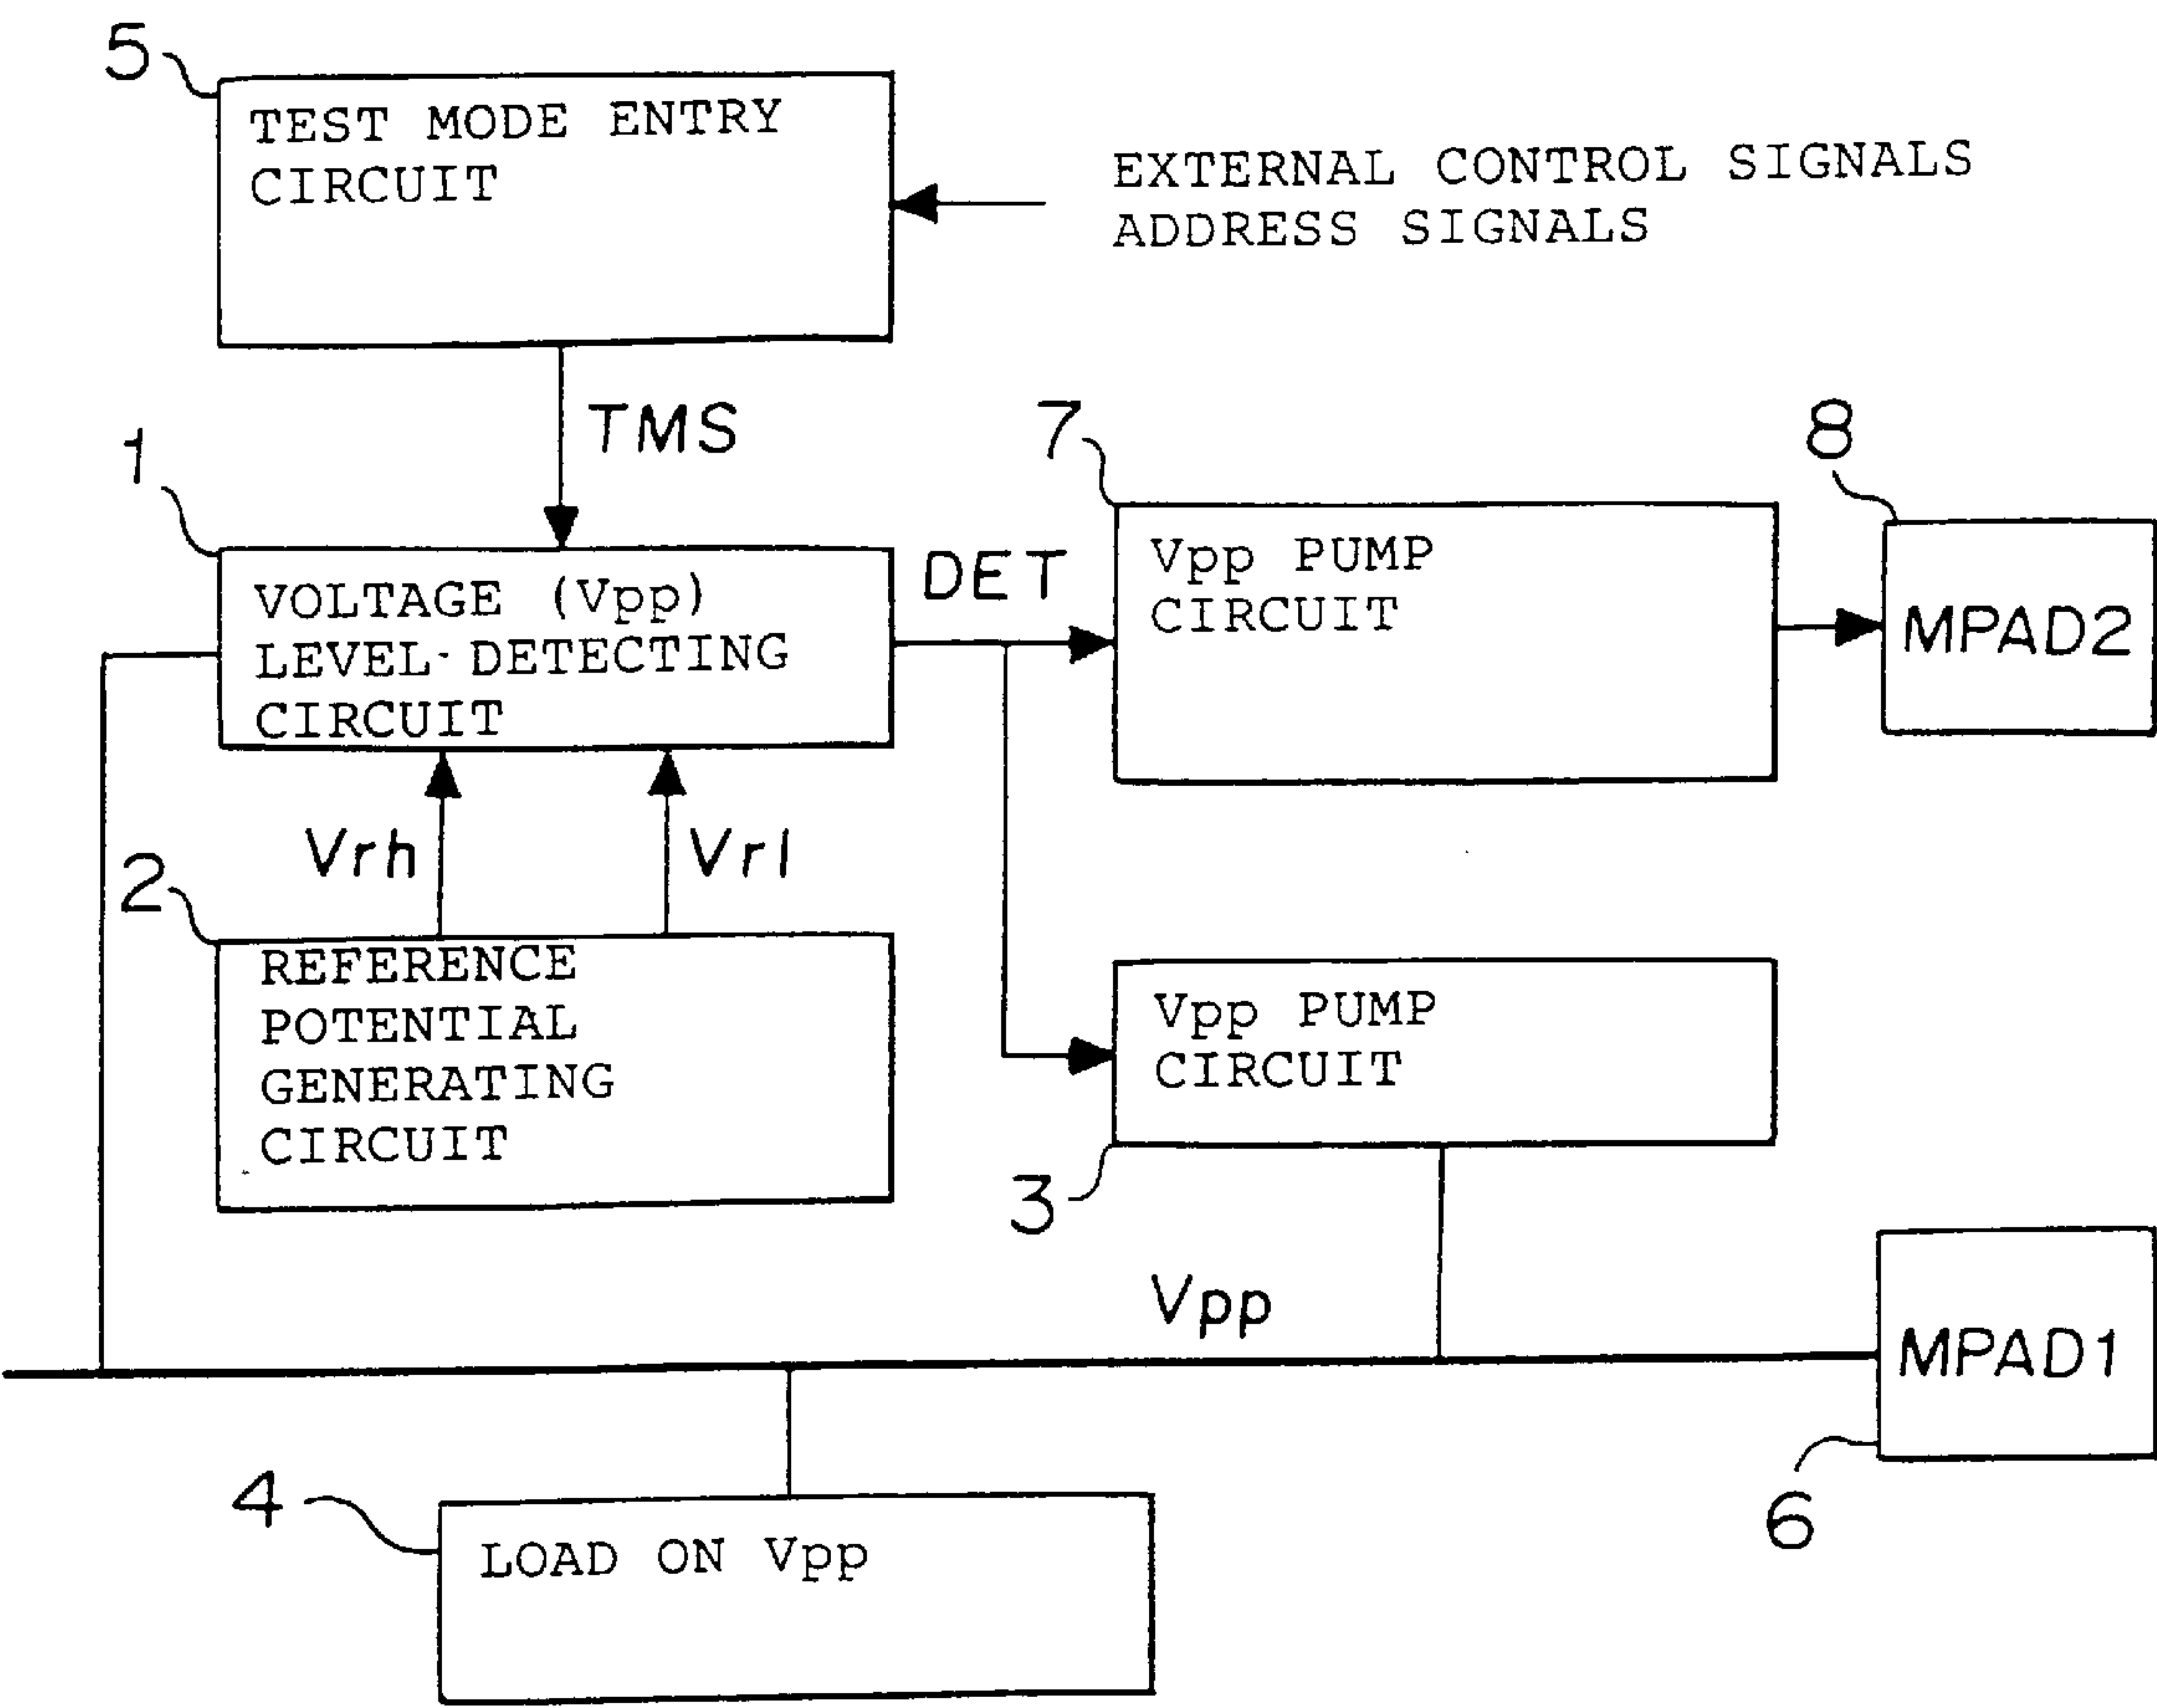 5
TEST MODE ENTRY
CIRCUIT
EXTERNAL CONTROL SIGNALS
ADDRESS SIGNALS
TMS
1
VOLTAGE (Vpp)
LEVEL-DETECTING
CIRCUIT
DET
7
Vpp PUMP
CIRCUIT
8
MPAD2
Vrh
Vrl
2
REFERENCE
POTENTIAL
GENERATING
CIRCUIT
Vpp PUMP
CIRCUIT
3
Vpp
MPAD1
6
4
LOAD ON Vpp